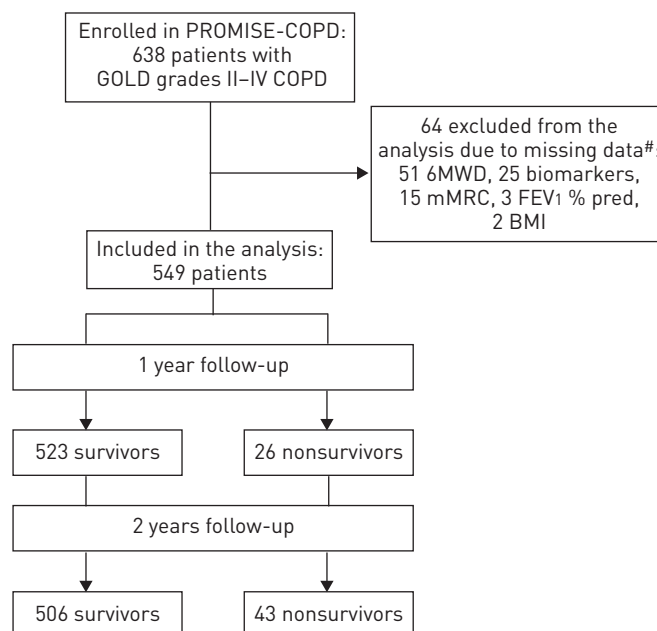 Enrolled in PROMISE-COPD:
638 patients with
GOLD grades II–IV COPD
64 excluded from the
analysis due to missing data#:
51 6MWD, 25 biomarkers,
15 mMRC, 3 FEV1 % pred,
2 BMI
Included in the analysis:
549 patients
1 year follow-up
523 survivors
26 nonsurvivors
2 years follow-up
506 survivors
43 nonsurvivors